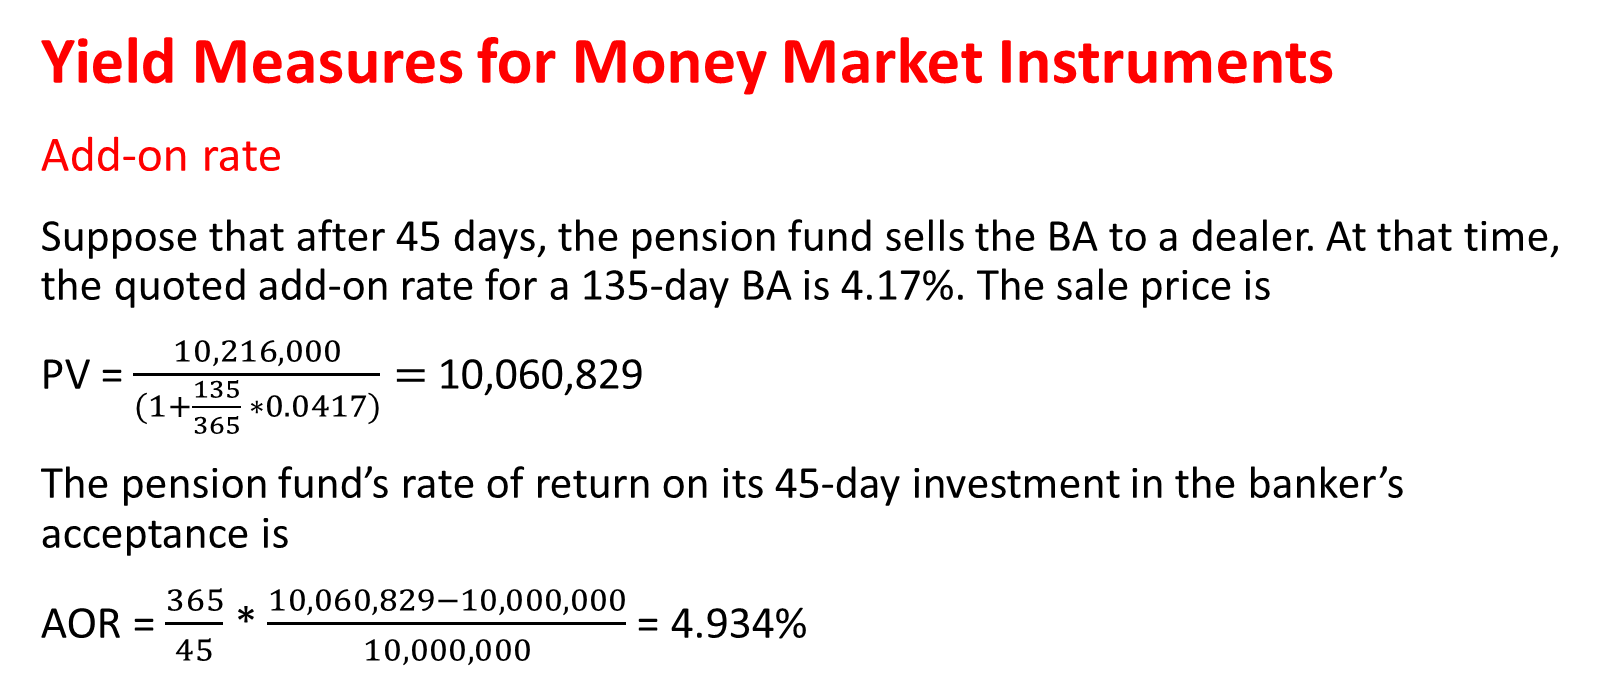 Yield Measures for Money Market Instruments
Add-on rate
Suppose that after 45 days, the pension fund sells the BA to a dealer. At that time,
the quoted add-on rate for a 135-day BA is 4.17%. The sale price is
PV = \frac{10,216,000}{(1+\frac{135}{365}*0.0417)} = 10,060,829
The pension fund’s rate of return on its 45-day investment in the banker’s
acceptance is
AOR = \frac{365}{45} * \frac{10,060,829−10,000,000}{10,000,000} = 4.934%